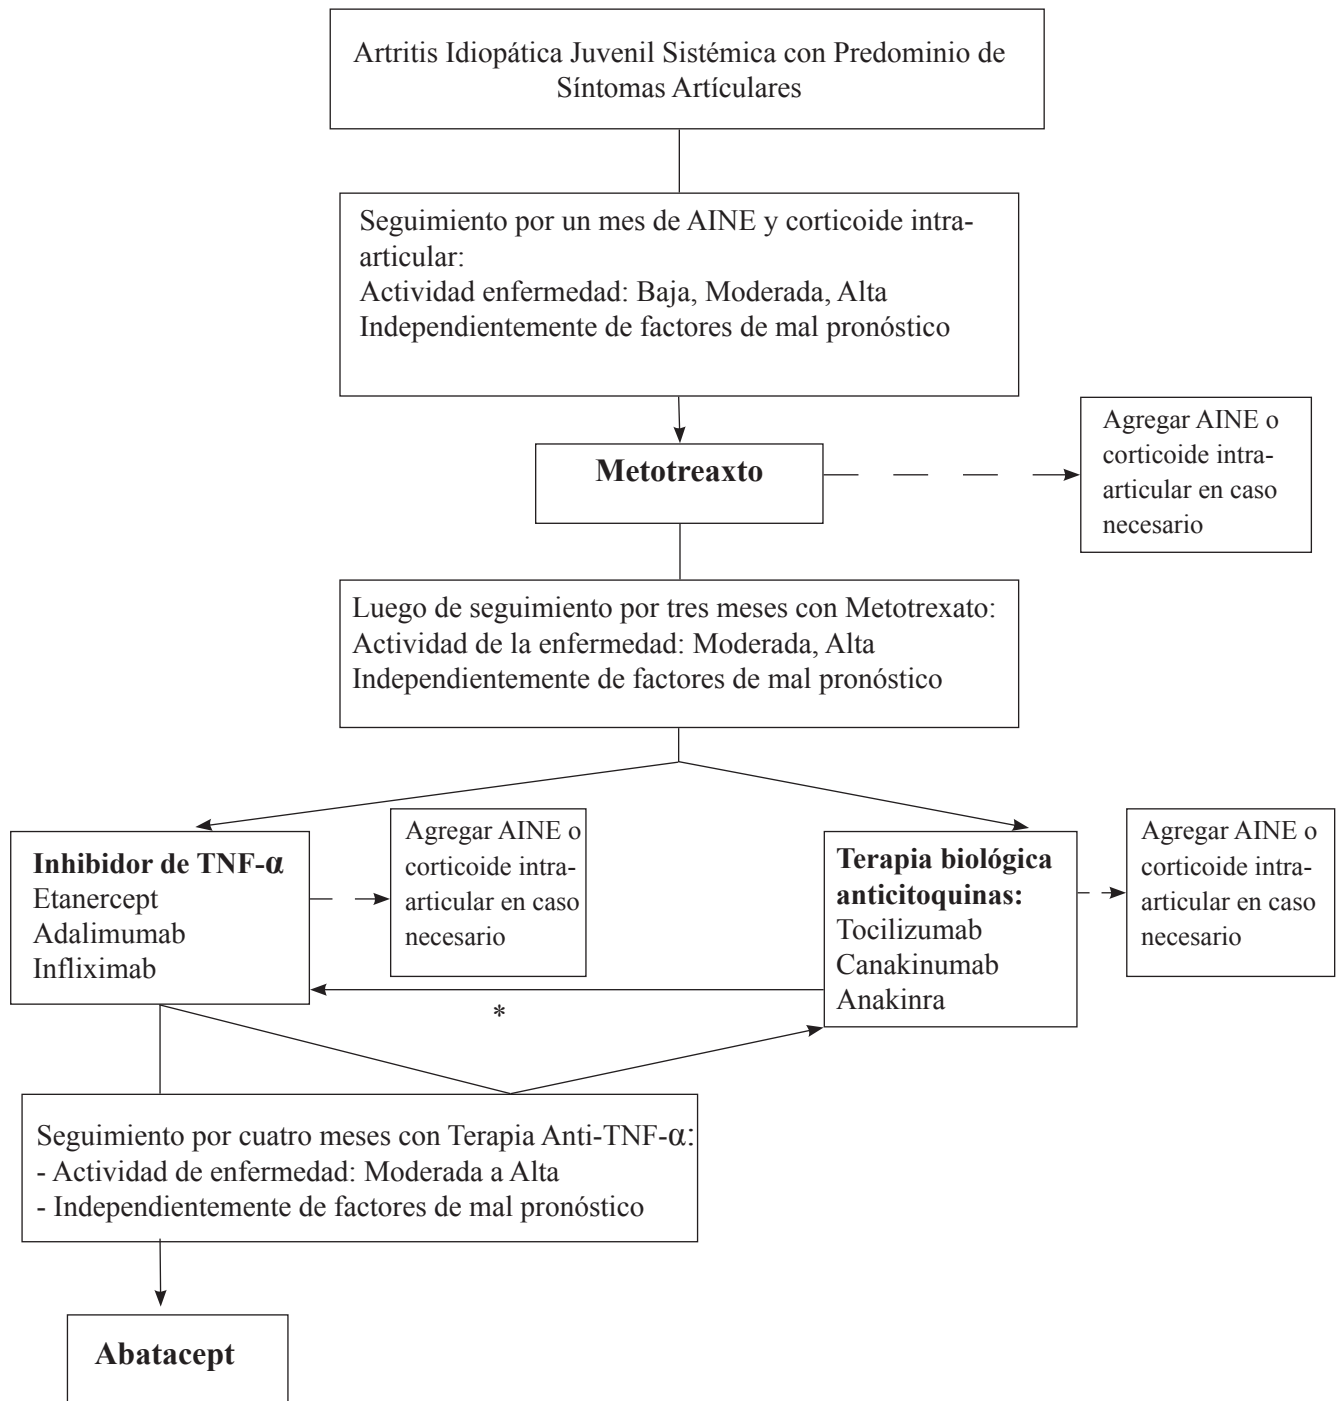 Artritis Idiopática Juvenil Sistémica con Predominio de
Síntomas Artículares
Seguimiento por un mes de AINE y corticoide intra-
articular:
Actividad enfermedad: Baja, Moderada, Alta
Independientemente de factores de mal pronóstico
Metotreaxto
Agregar AINE o
corticoide intra-
articular en caso
necesario
Luego de seguimiento por tres meses con Metotrexato:
Actividad de la enfermedad: Moderada, Alta
Independientemente de factores de mal pronóstico
Inhibidor de TNF-α
Etanercept
Adalimumab
Infliximab
Agregar AINE o
corticoide intra-
articular en caso
necesario
Terapia biológica
anticitoquinas:
Tocilizumab
Canakinumab
Anakinra
Agregar AINE o
corticoide intra-
articular en caso
necesario
*
Seguimiento por cuatro meses con Terapia Anti-TNF-α:
- Actividad de enfermedad: Moderada a Alta
- Independientemente de factores de mal pronóstico
Abatacept